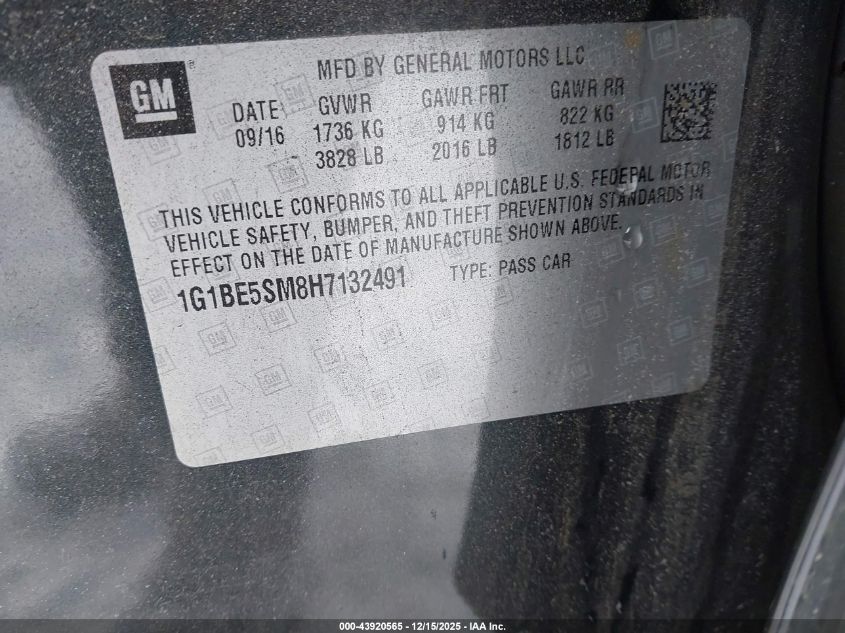 GM ®
MFD BY GENERAL MOTORS LLC
DATE GVWR GAWR FRT GAWR RR
09/16 1736 KG 914 KG 822 KG
3828 LB 2016 LB 1812 LB
THIS VEHICLE CONFORMS TO ALL APPLICABLE U.S. FEDERAL MOTOR
VEHICLE SAFETY, BUMPER, AND THEFT PREVENTION STANDARDS IN
EFFECT ON THE DATE OF MANUFACTURE SHOWN ABOVE.
1G1BE5SM8H7132491 TYPE: PASS CAR
000-43920565 - 12/15/2025 - IAA Inc.